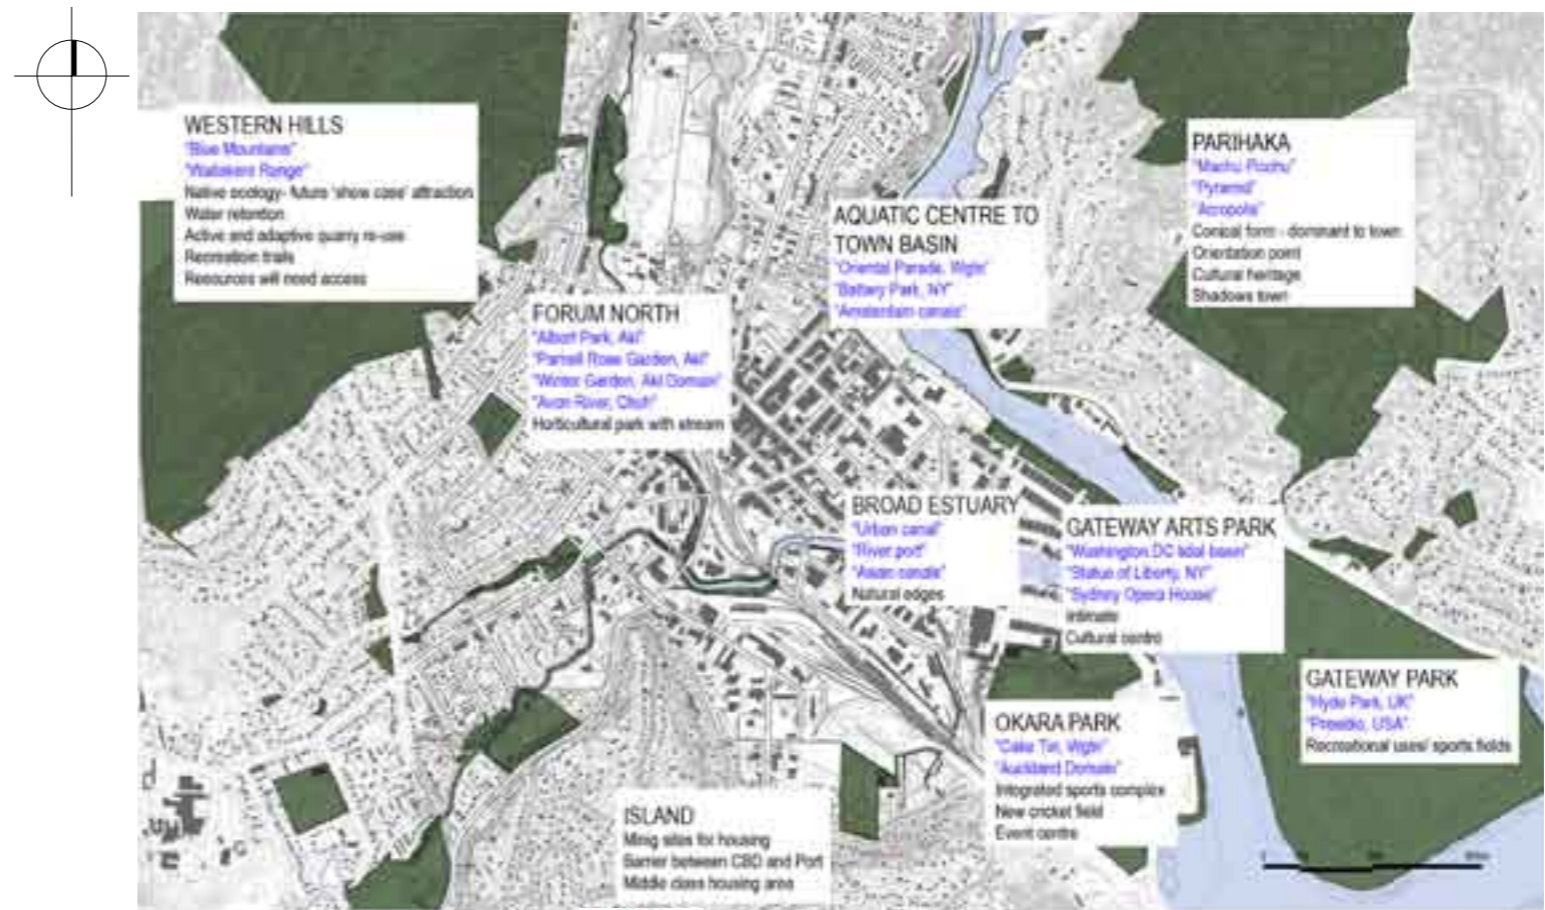 WESTERN HILLS
"Blue Mountains"
"Waitakere Range"
Native ecology- future 'show case' attraction
Water retention
Active and adaptive quarry re-use
Recreation trails
Resources will need access
PARIHAKA
"Machu Picchu"
"Pyramid"
"Acropolis"
Conical form - dominant to town
Orientation point
Cultural heritage
Shadows town
AQUATIC CENTRE TO
TOWN BASIN
"Oriental Parade, Wgtn"
"Battery Park, NY"
"Amsterdam canals"
FORUM NORTH
"Albert Park, Akl"
"Parnell Rose Garden, Akl"
"Winter Garden, Akl Domain"
"Avon River, Chch"
Horticultural park with stream
BROAD ESTUARY
"Urban canal"
"River port"
"Asian canals"
Natural edges
GATEWAY ARTS PARK
"Washington DC tidal basin"
"Statue of Liberty, NY"
"Sydney Opera House"
Intimate
Cultural centre
GATEWAY PARK
"Hyde Park, UK"
"Presidio, USA"
Recreational uses/ sports fields
OKARA PARK
"Cake Tin, Wgtn"
"Auckland Domain"
Integrated sports complex
New cricket field
Event centre
ISLAND
sites for housing
Barrier between CBD and Port
Middle class housing area